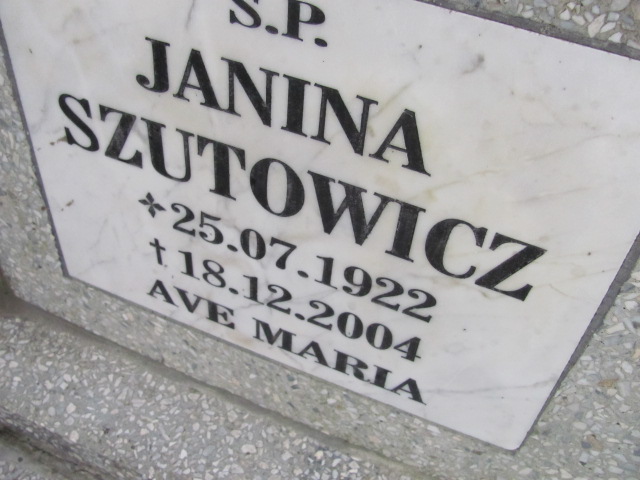 Ś.P.
JANINA
SZUTOWICZ
✤25.07.1922
†18.12.2004
AVE MARIA